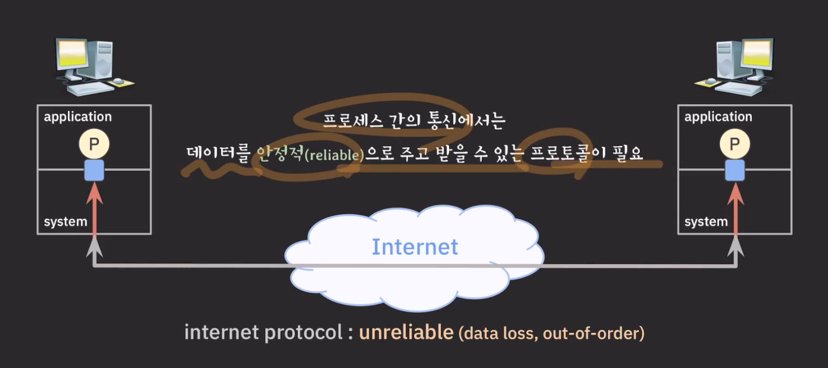 application
P
system
프로세스 간의 통신에서는
데이터를 안정적(reliable)으로 주고 받을 수 있는 프로토콜이 필요
application
P
system
Internet
internet protocol : unreliable (data loss, out-of-order)